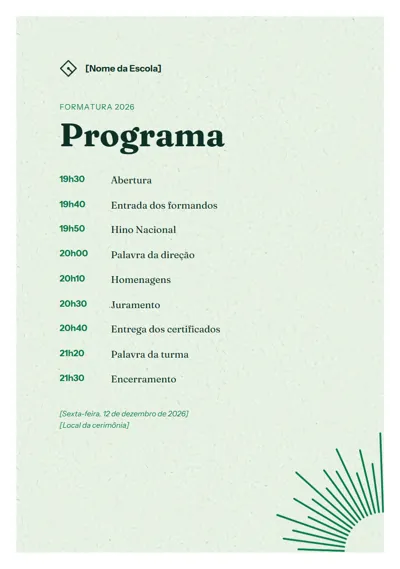 [Nome da Escola]
FORMATURA 2026
Programa
19h30 Abertura
19h40 Entrada dos formandos
19h50 Hino Nacional
20h00 Palavra da direção
20h10 Homenagens
20h30 Juramento
20h40 Entrega dos certificados
21h20 Palavra da turma
21h30 Encerramento
[Sexta-feira, 12 de dezembro de 2026]
[Local da cerimônia]